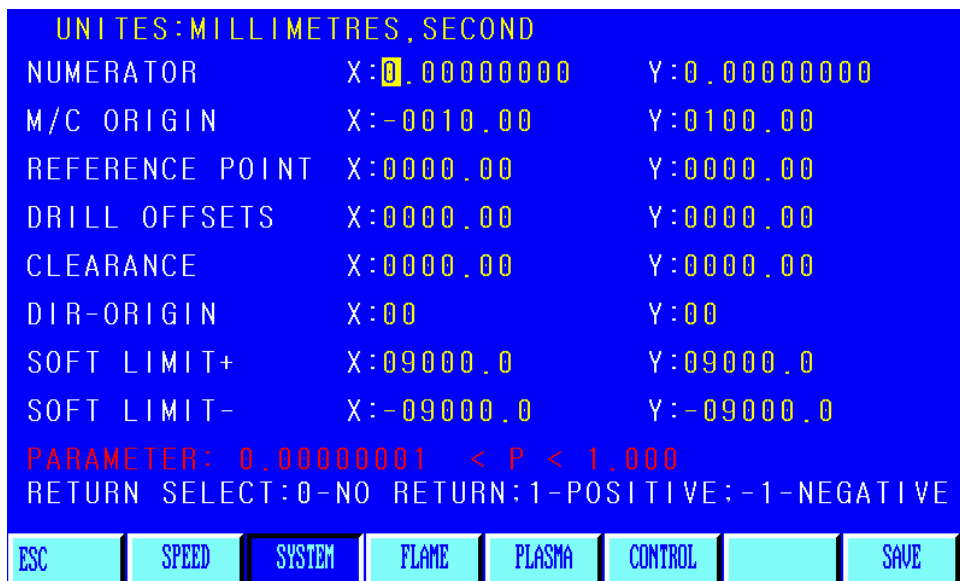 UNITES:MILLIMETRES,SECOND
NUMERATOR X:0.00000000 Y:0.00000000
M/C ORIGIN X:-0010.00 Y:0100.00
REFERENCE POINT X:0000.00 Y:0000.00
DRILL OFFSETS X:0000.00 Y:0000.00
CLEARANCE X:0000.00 Y:0000.00
DIR-ORIGIN X:00 Y:00
SOFT LIMIT+ X:09000.0 Y:09000.0
SOFT LIMIT- X:-09000.0 Y:-09000.0
PARAMETER: 0.00000001 < P < 1.000
RETURN SELECT:0-NO RETURN;1-POSITIVE;-1-NEGATIVE
ESC SPEED SYSTEM FLAME PLASMA CONTROL SAVE